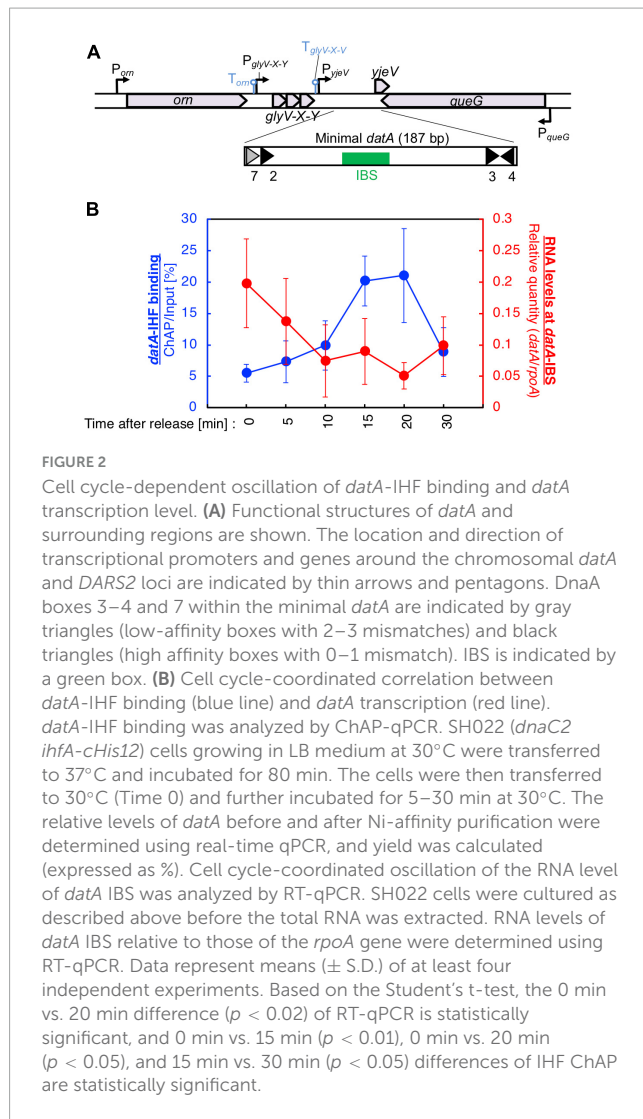 A
P_orn
T_orn
P_glyV-X-Y
T_glyV-X-V
P_yjeV
yjeV
orn
glyV-X-Y
queG
P_queG
Minimal datA (187 bp)
7
2
IBS
3
4
B
datA-IHF binding
ChAP/Input [%]
30
25
20
15
10
5
0
0.3
0.25
0.2
0.15
0.1
0.05
0
RNA levels at datA-IBS
Relative quantity (datA/rpoA)
Time after release [min] :
0
5
10
15
20
30
FIGURE 2
Cell cycle-dependent oscillation of datA-IHF binding and datA
transcription level. (A) Functional structures of datA and
surrounding regions are shown. The location and direction of
transcriptional promoters and genes around the chromosomal datA
and DARS2 loci are indicated by thin arrows and pentagons. DnaA
boxes 3–4 and 7 within the minimal datA are indicated by gray
triangles (low-affinity boxes with 2–3 mismatches) and black
triangles (high affinity boxes with 0–1 mismatch). IBS is indicated by
a green box. (B) Cell cycle-coordinated correlation between
datA-IHF binding (blue line) and datA transcription (red line).
datA-IHF binding was analyzed by ChAP-qPCR. SH022 (dnaC2
ihfA-cHis12) cells growing in LB medium at 30°C were transferred
to 37°C and incubated for 80 min. The cells were then transferred
to 30°C (Time 0) and further incubated for 5–30 min at 30°C. The
relative levels of datA before and after Ni-affinity purification were
determined using real-time qPCR, and yield was calculated
(expressed as %). Cell cycle-coordinated oscillation of the RNA level
of datA IBS was analyzed by RT-qPCR. SH022 cells were cultured as
described above before the total RNA was extracted. RNA levels of
datA IBS relative to those of the rpoA gene were determined using
RT-qPCR. Data represent means (± S.D.) of at least four
independent experiments. Based on the Student's t-test, the 0 min
vs. 20 min difference (p < 0.02) of RT-qPCR is statistically
significant, and 0 min vs. 15 min (p < 0.01), 0 min vs. 20 min
(p < 0.05), and 15 min vs. 30 min (p < 0.05) differences of IHF ChAP
are statistically significant.